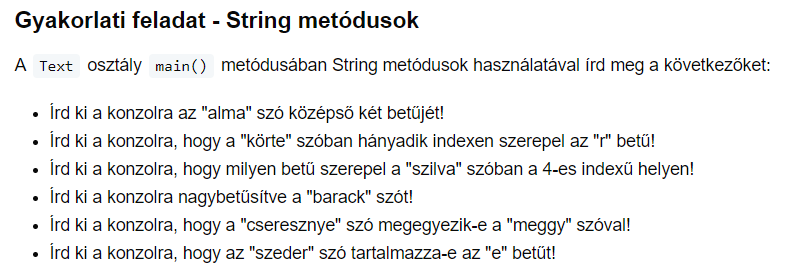 Gyakorlati feladat - String metódusok
A Text osztály main() metódusában String metódusok használatával írd meg a következőket:
• Írd ki a konzolra az "alma" szó középső két betűjét!
• Írd ki a konzolra, hogy a "körte" szóban hányadik indexen szerepel az "r" betű!
• Írd ki a konzolra, hogy milyen betű szerepel a "szilva" szóban a 4-es indexű helyen!
• Írd ki a konzolra nagybetűsítve a "barack" szót!
• Írd ki a konzolra, hogy a "cseresznye" szó megegyezik-e a "meggy" szóval!
• Írd ki a konzolra, hogy az "szeder" szó tartalmazza-e az "e" betűt!